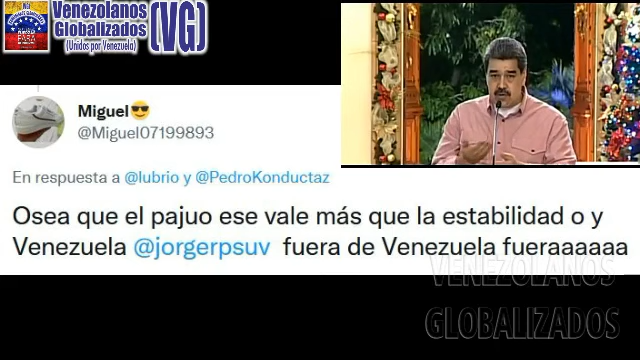 Venezolanos
Globalizados
(Unidos por Venezuela)
(VG)
Miguel😎
@Miguel07199893
En respuesta a @lubrio y @PedroKonductaz
Osea que el pajuo ese vale más que la estabilidad o y
Venezuela @jorgerpsuv fuera de Venezuela fueraaaaaa
VENEZOLANOS
GLOBALIZADOS